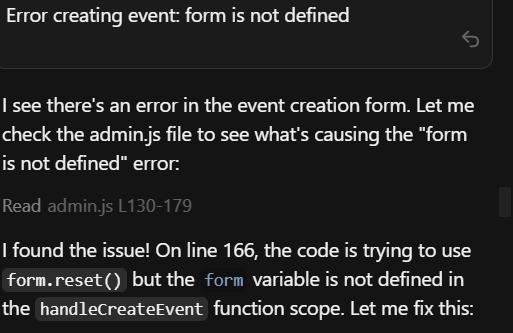 Error creating event: form is not defined
I see there's an error in the event creation form. Let me
check the admin.js file to see what's causing the "form
is not defined" error:
Read admin.js L130-179
I found the issue! On line 166, the code is trying to use
form.reset() but the form variable is not defined in
the handleCreateEvent function scope. Let me fix this: